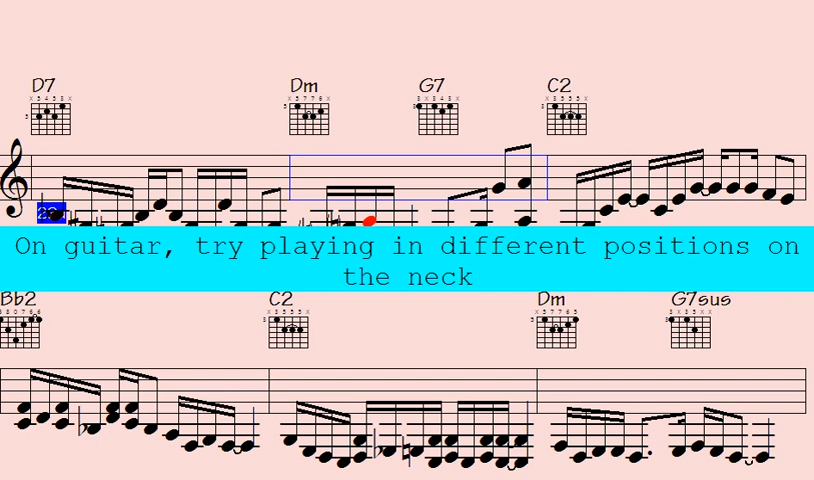 D7 Dm G7 C2
On guitar, try playing in different positions on
the neck
Bb2 C2 Dm G7sus